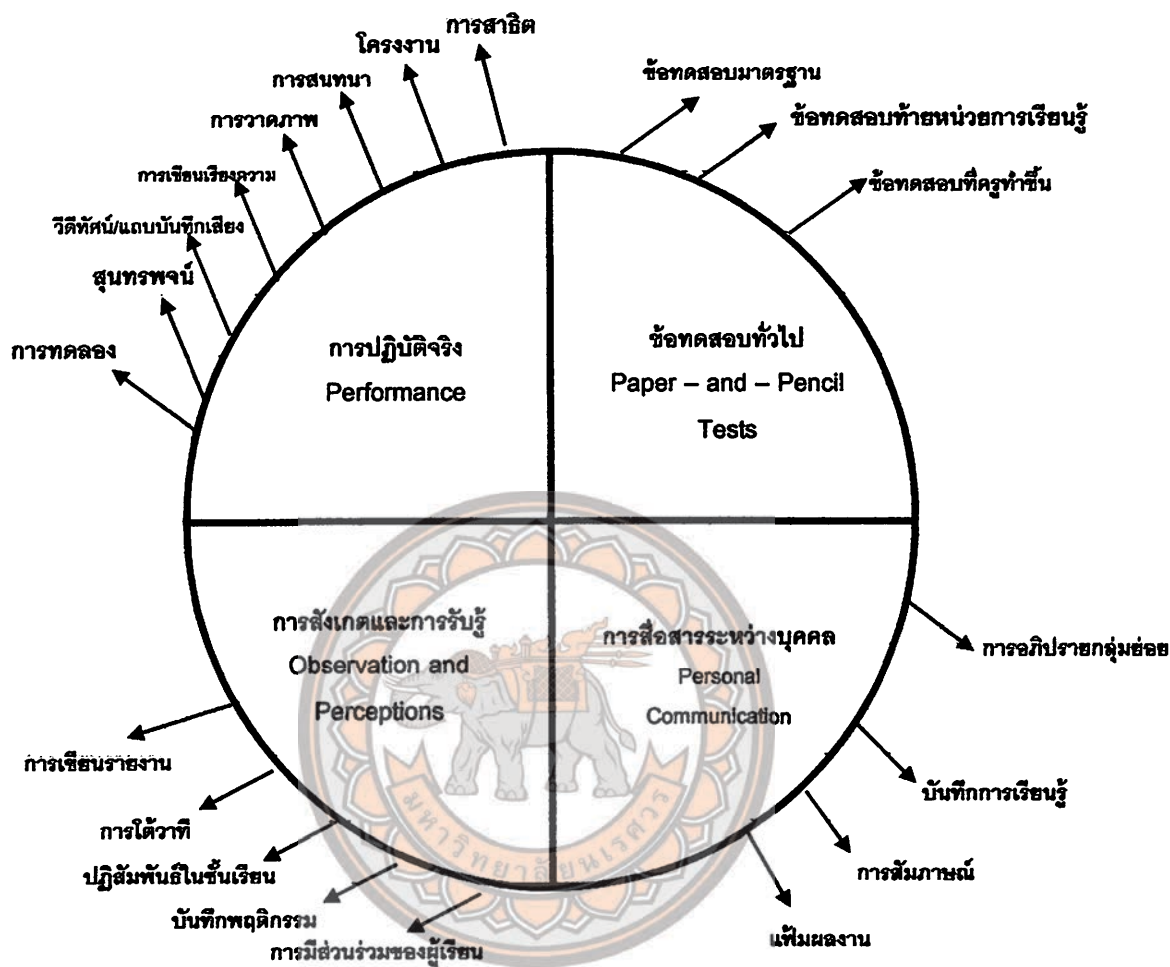 การสาธิต
โครงงาน
การสนทนา
การวาดภาพ
การเขียนเรียงความ
วีดีทัศน์/แถบบันทึกเสียง
สุนทรพจน์
การทดลอง
ข้อทดสอบมาตรฐาน
ข้อทดสอบท้ายหน่วยการเรียนรู้
ข้อทดสอบที่ครูทำขึ้น
การปฏิบัติจริง
Performance
ข้อทดสอบทั่วไป
Paper – and – Pencil
Tests
การสังเกตและการรับรู้
Observation and
Perceptions
การสื่อสารระหว่างบุคคล
Personal
Communication
การอภิปรายกลุ่มย่อย
บันทึกการเรียนรู้
การสัมภาษณ์
แฟ้มผลงาน
การเขียนรายงาน
การโต้วาที
ปฏิสัมพันธ์ในชั้นเรียน
บันทึกพฤติกรรม
การมีส่วนร่วมของผู้เรียน
มหาวิทยาลัยนเรศวร